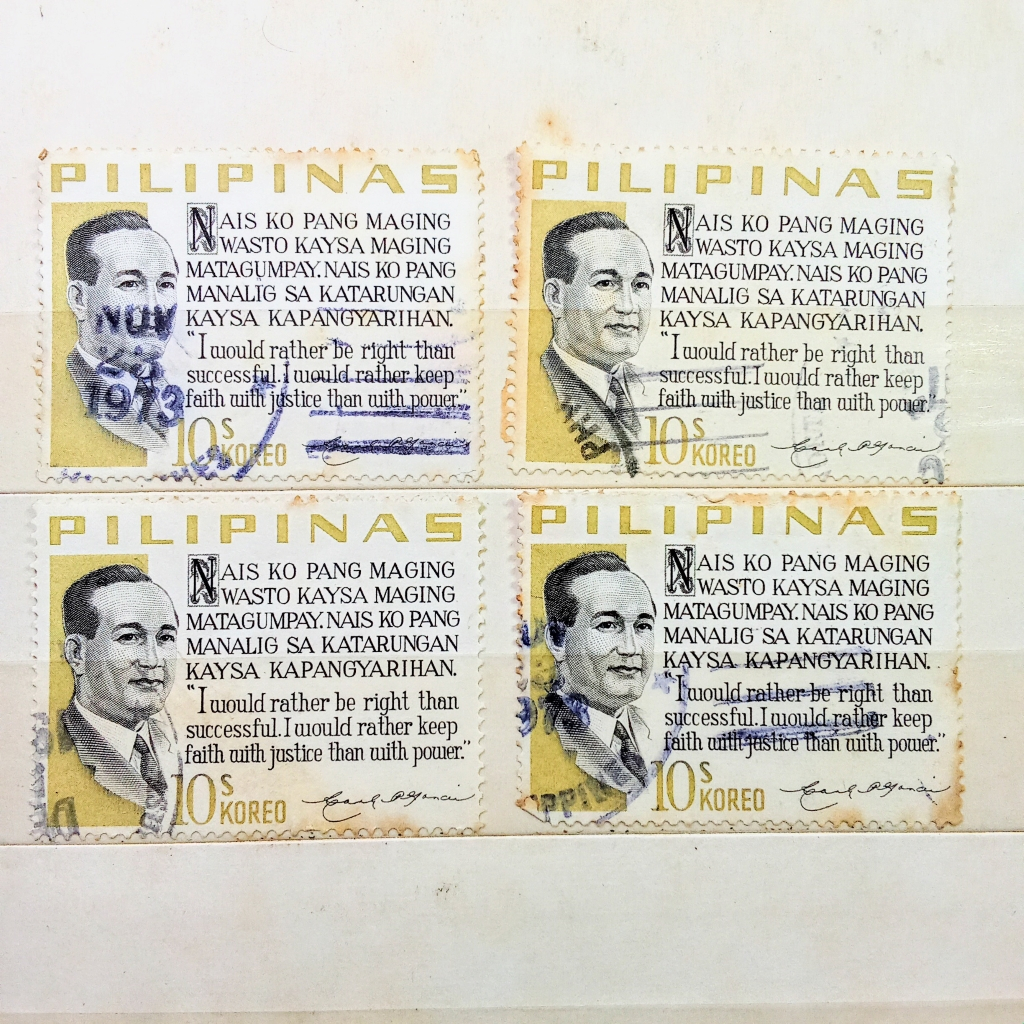 PILIPINAS
NAIS KO PANG MAGING
WASTO KAYSA MAGING
MATAGUMPAY. NAIS KO PANG
MANALIG SA KATARUNGAN
KAYSA KAPANGYARIHAN.
"I would rather be right than
successful. I would rather keep
faith with justice than with power."
10s KOREO
NOV
23
1973
PILIPINAS
NAIS KO PANG MAGING
WASTO KAYSA MAGING
MATAGUMPAY. NAIS KO PANG
MANALIG SA KATARUNGAN
KAYSA KAPANGYARIHAN.
"I would rather be right than
successful. I would rather keep
faith with justice than with power."
10s KOREO
PHI
PILIPINAS
NAIS KO PANG MAGING
WASTO KAYSA MAGING
MATAGUMPAY. NAIS KO PANG
MANALIG SA KATARUNGAN
KAYSA KAPANGYARIHAN.
"I would rather be right than
successful. I would rather keep
faith with justice than with power."
10s KOREO
PILIPINAS
NAIS KO PANG MAGING
WASTO KAYSA MAGING
MATAGUMPAY. NAIS KO PANG
MANALIG SA KATARUNGAN
KAYSA KAPANGYARIHAN.
"I would rather be right than
successful. I would rather keep
faith with justice than with power."
10s KOREO